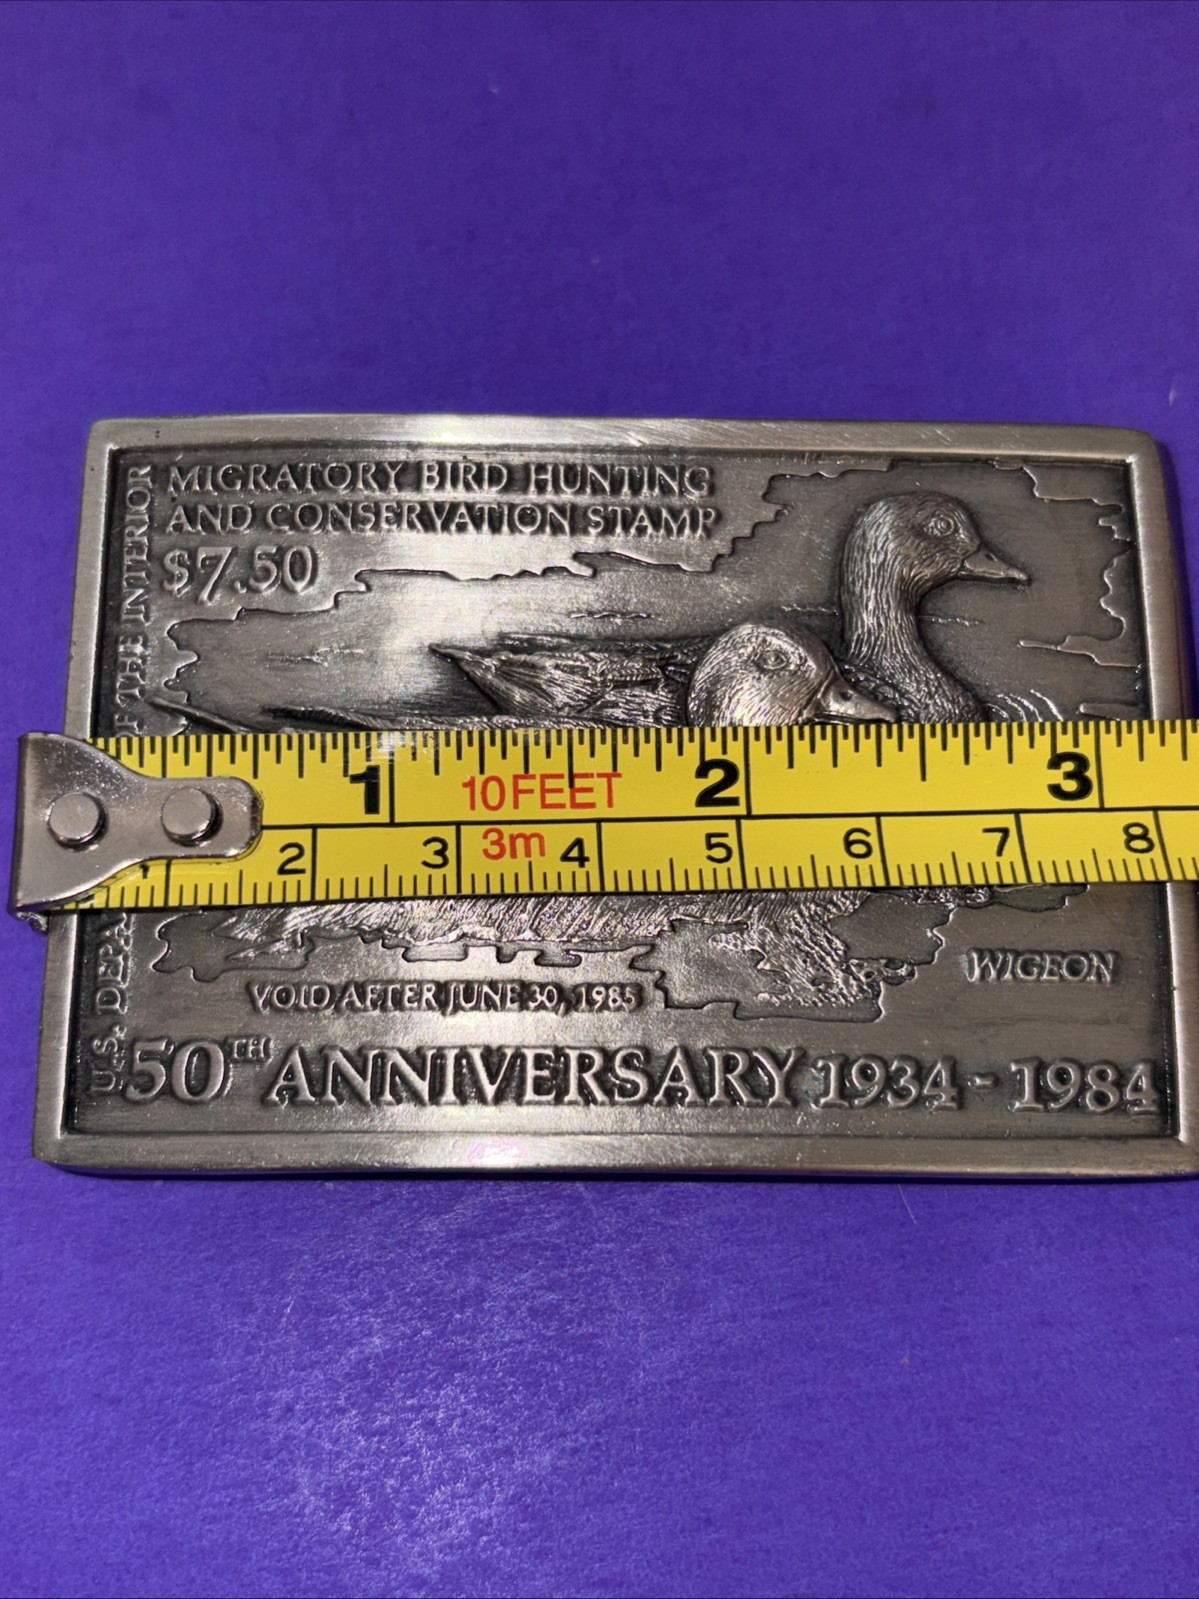 MIGRATORY BIRD HUNTING
AND CONSERVATION STAMP
$7.50
U.S. DEPA F THE INTERIOR
1 10FEET 2 3
1 2 3 3m 4 5 6 7 8
WIGEON
VOID AFTER JUNE 30, 1985
50TH ANNIVERSARY 1934 - 1984